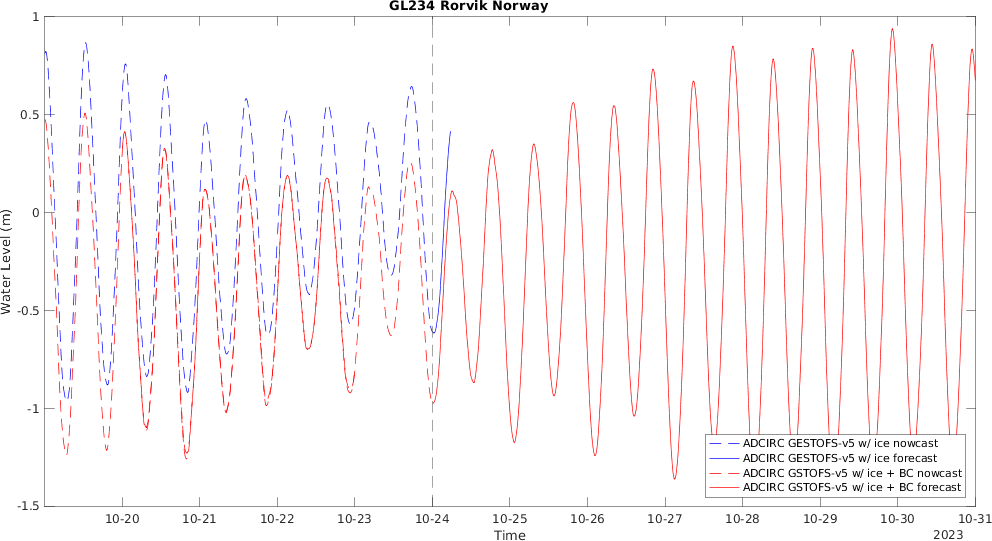 GL234 Rorvik Norway
1
0.5
0
-0.5
-1
-1.5
Water Level (m)
ADCIRC GESTOFS-v5 w/ ice nowcast
ADCIRC GESTOFS-v5 w/ ice forecast
ADCIRC GSTOFS-v5 w/ ice + BC nowcast
ADCIRC GSTOFS-v5 w/ ice + BC forecast
10-20 10-21 10-22 10-23 10-24 10-25 10-26 10-27 10-28 10-29 10-30 10-31
Time
2023